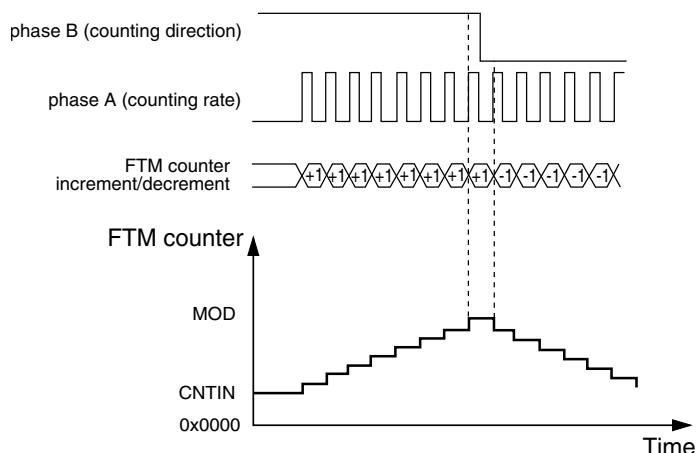 phase B (counting direction)
phase A (counting rate)
FTM counter
increment/decrement
+1 +1 +1 +1 +1 +1 +1 +1 -1 -1 -1 -1 -1
FTM counter
MOD
CNTIN
0x0000
Time